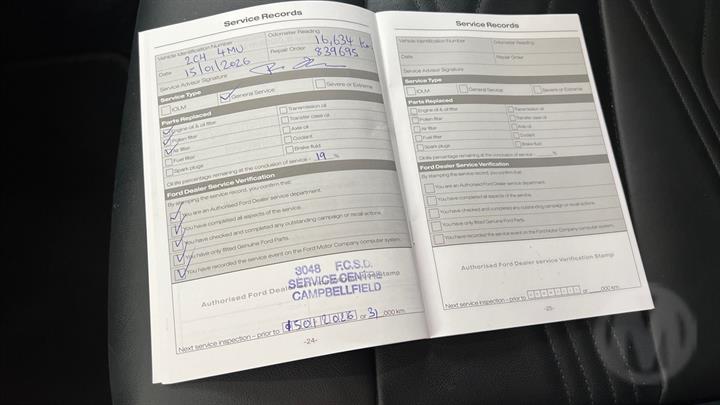 Service Records
Vehicle Identification Number
Odometer Reading
2CH 4MU
16,634 km
Date
15/01/2026
Repair Order
839695
Service Advisor Signature
Service Type
IOLM
General Service
Severe or Extreme
Parts Replaced
Engine oil & oil filter
Transmission oil
Pollen filter
Transfer case oil
Air filter
Axle oil
Fuel filter
Coolant
Spark plugs
Brake fluid
Oil life percentage remaining at the conclusion of service - 19 %
Ford Dealer Service Verification
By stamping the service record, you confirm that:
You are an Authorised Ford Dealer service department.
You have completed all aspects of the service.
You have checked and completed any outstanding campaign or recall actions.
You have only fitted Genuine Ford Parts.
You have recorded the service event on the Ford Motor Company computer system.
3048 F.C.S.D.
SERVICE CENTRE
CAMPBELLFIELD
Authorised Ford Dealer Stamp
Next service inspection – prior to 15/01/2026 or 31 ,000 km.
-24-
Service Records
Vehicle Identification Number
Odometer Reading
Date
Repair Order
Service Advisor Signature
Service Type
IOLM
General Service
Severe or Extreme
Parts Replaced
Engine oil & oil filter
Transmission oil
Pollen filter
Transfer case oil
Air filter
Axle oil
Fuel filter
Coolant
Spark plugs
Brake fluid
Oil life percentage remaining at the conclusion of service - %
Ford Dealer Service Verification
By stamping the service record, you confirm that:
You are an Authorised Ford Dealer service department.
You have completed all aspects of the service.
You have checked and completed any outstanding campaign or recall actions.
You have only fitted Genuine Ford Parts.
You have recorded the service event on the Ford Motor Company computer system.
Authorised Ford Dealer service Verification Stamp
Next service inspection – prior to or ,000 km.
-25-
M